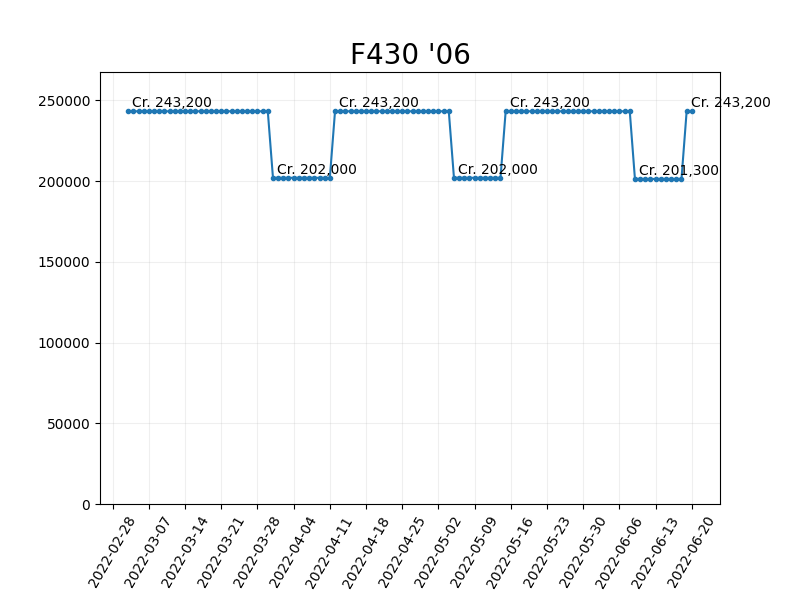 F430 '06
250000
200000
150000
100000
50000
0
Cr. 243,200
Cr. 202,000
Cr. 243,200
Cr. 202,000
Cr. 243,200
Cr. 201,300
Cr. 243,200
2022-02-28
2022-03-07
2022-03-14
2022-03-21
2022-03-28
2022-04-04
2022-04-11
2022-04-18
2022-04-25
2022-05-02
2022-05-09
2022-05-16
2022-05-23
2022-05-30
2022-06-06
2022-06-13
2022-06-20